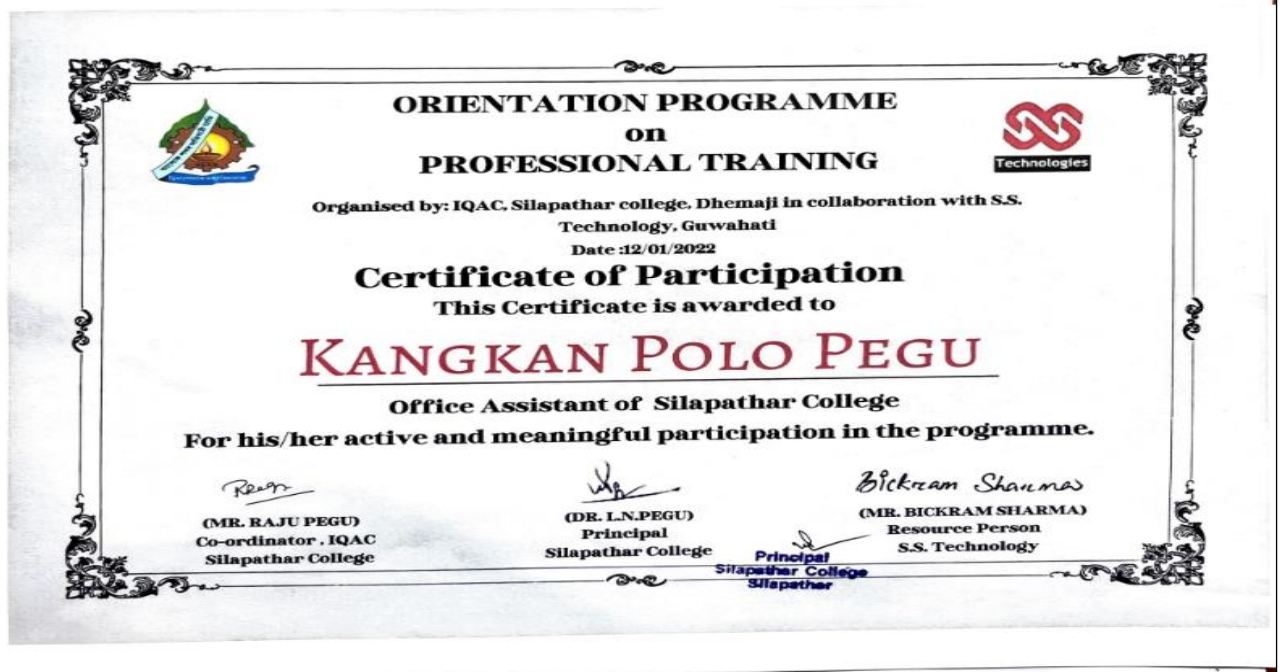 ORIENTATION PROGRAMME
on
PROFESSIONAL TRAINING
Technologies
Organised by: IQAC, Silapathar college, Dhemaji in collaboration with S.S.
Technology, Guwahati
Date :12/01/2022
Certificate of Participation
This Certificate is awarded to
KANGKAN POLO PEGU
Office Assistant of Silapathar College
For his/her active and meaningful participation in the programme.
Bickram Sharma
(MR. RAJU PEGU)
Co-ordinator . IQAC
Silapathar College
(DR. L.N.PEGU)
Principal
Silapathar College
(MR. BICKRAM SHARMA)
Resource Person
S.S. Technology
Principal
Silapathar College
Silapathar